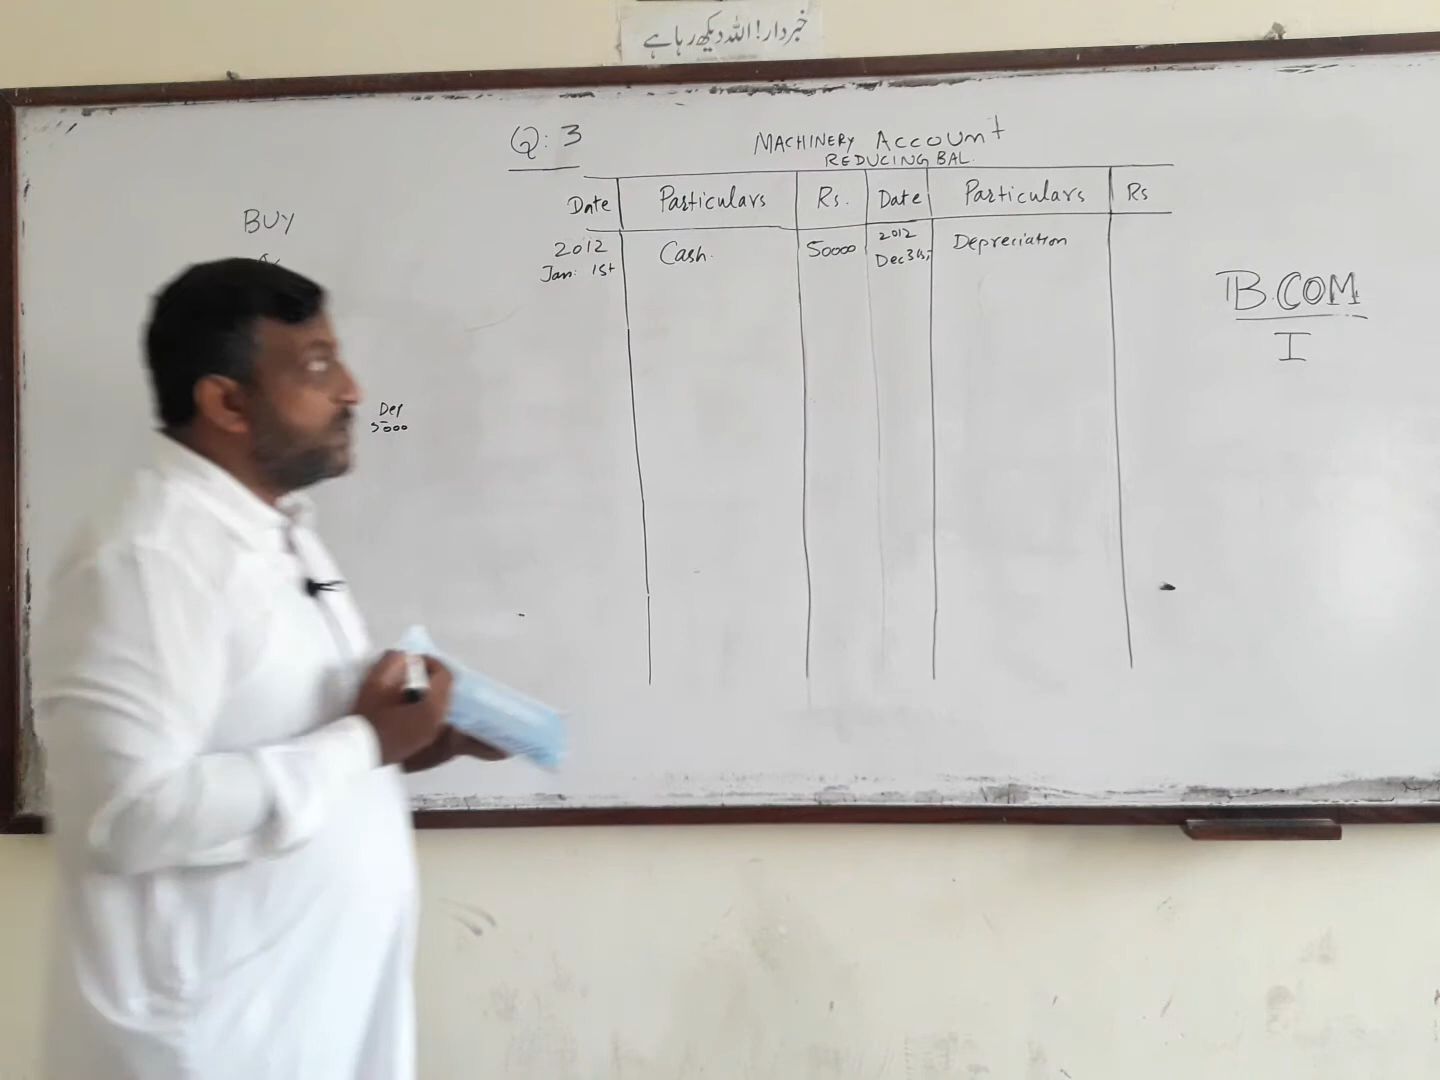 خبردار! اللہ دیکھ رہا ہے
Q: 3
MACHINERY ACCOUNT
REDUCING BAL.
Date Particulars Rs. Date Particulars Rs
2012 Cash. 50000 2012 Depreciation
Jan: 1st Dec 31st
BUY
Dep
5000
B.COM
I